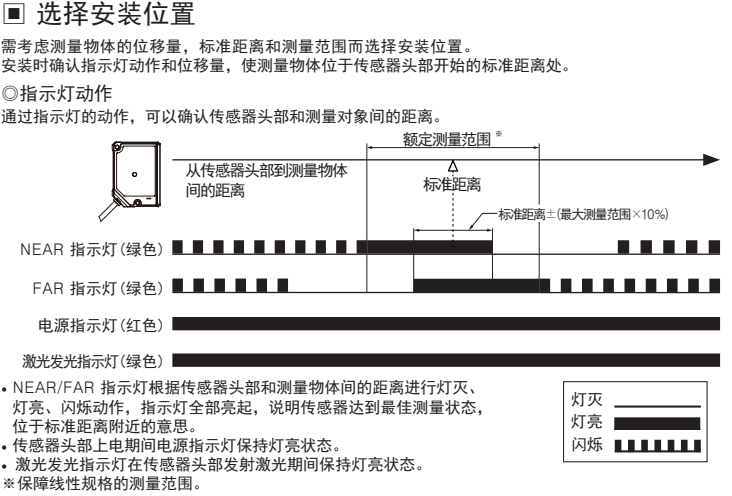 ■ 选择安装位置
需考虑测量物体的位移量，标准距离和测量范围而选择安装位置。
安装时确认指示灯动作和位移量，使测量物体位于传感器头部开始的标准距离处。
◎指示灯动作
通过指示灯的动作，可以确认传感器头部和测量对象间的距离。
额定测量范围 ※
从传感器头部到测量物体
间的距离
标准距离
标准距离±(最大测量范围×10%)
NEAR 指示灯(绿色)
FAR 指示灯(绿色)
电源指示灯(红色)
激光发光指示灯(绿色)
• NEAR/FAR 指示灯根据传感器头部和测量物体间的距离进行灯灭、
灯亮、闪烁动作，指示灯全部亮起，说明传感器达到最佳测量状态，
位于标准距离附近的意思。
• 传感器头部上电期间电源指示灯保持灯亮状态。
• 激光发光指示灯在传感器头部发射激光期间保持灯亮状态。
※保障线性规格的测量范围。
灯灭
灯亮
闪烁